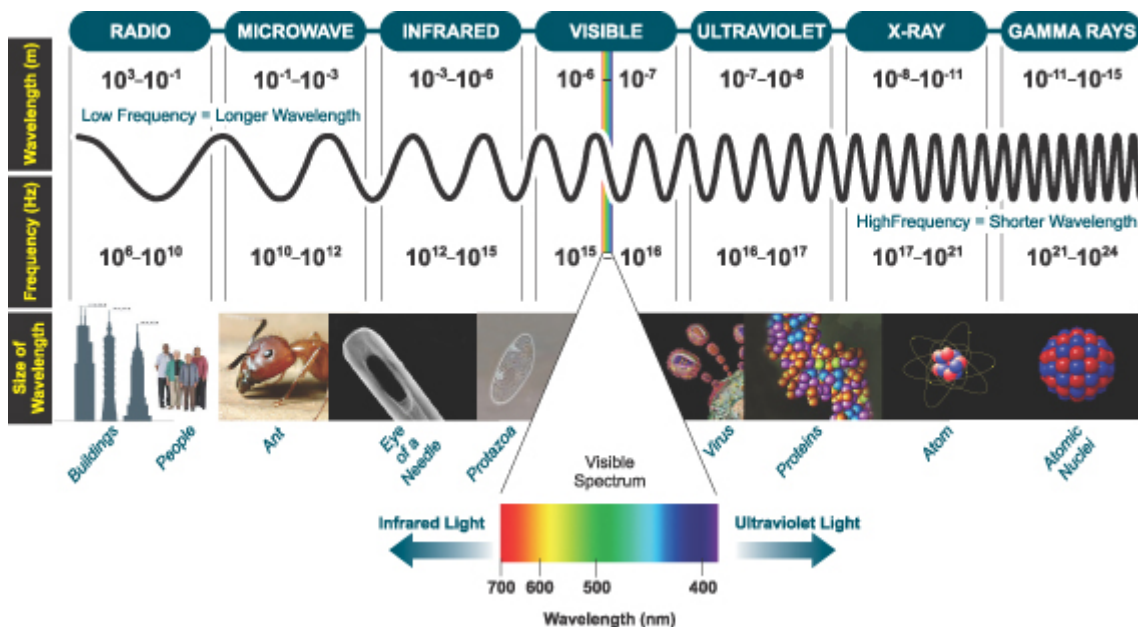 RADIO MICROWAVE INFRARED VISIBLE ULTRAVIOLET X-RAY GAMMA RAYS
Wavelength (m)
10³–10⁻¹ 10⁻¹–10⁻³ 10⁻³–10⁻⁶ 10⁻⁶ – 10⁻⁷ 10⁻⁷–10⁻⁸ 10⁻⁸–10⁻¹¹ 10⁻¹¹–10⁻¹⁵
Low Frequency = Longer Wavelength
Frequency (Hz)
HighFrequency = Shorter Wavelength
10⁶–10¹⁰ 10¹⁰–10¹² 10¹²–10¹⁵ 10¹⁵ – 10¹⁶ 10¹⁶–10¹⁷ 10¹⁷–10²¹ 10²¹–10²⁴
Size of
Wavelength
Buildings
People
Ant
Eye
of a
Needle
Protazoa
Virus
Proteins
Atom
Atomic
Nuclei
Visible
Spectrum
Infrared Light
Ultraviolet Light
700 600 500 400
Wavelength (nm)